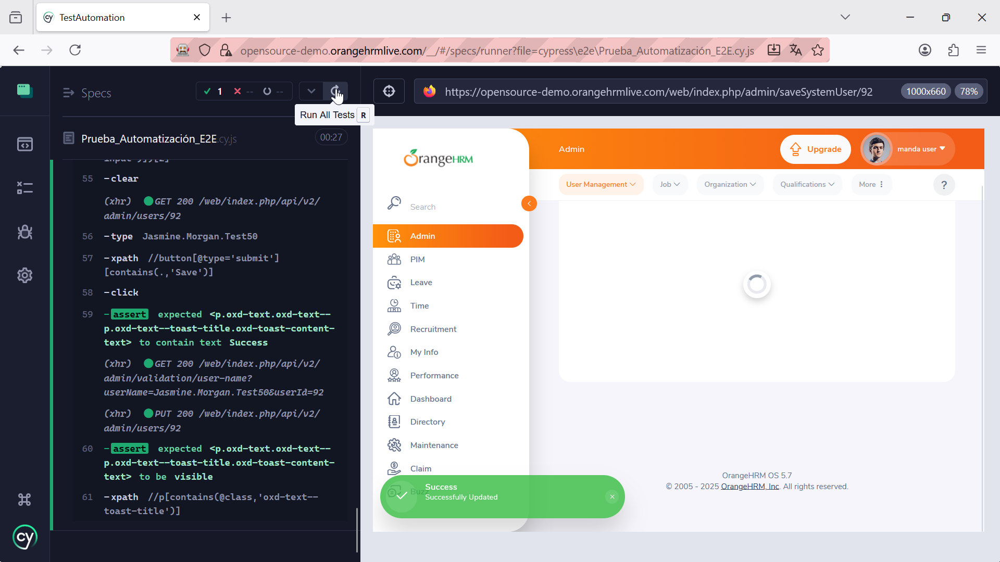 TestAutomation
opensource-demo.orangehrmlive.com/__/#/specs/runner?file=cypress\e2e\Prueba_Automatización_E2E.cy.js
Specs
1
--
--
Run All Tests R
Prueba_Automatización_E2E.cy.js
00:27
55 -clear
(xhr) GET 200 /web/index.php/api/v2/
admin/users/92
56 -type Jasmine.Morgan.Test50
57 -xpath //button[@type='submit']
[contains(.,'Save')]
58 -click
59 -assert expected <p.oxd-text.oxd-text--
p.oxd-text--toast-title.oxd-toast-content-
text> to contain text Success
(xhr) GET 200 /web/index.php/api/v2/
admin/validation/user-name?
userName=Jasmine.Morgan.Test50&userId=92
(xhr) PUT 200 /web/index.php/api/v2/
admin/users/92
60 -assert expected <p.oxd-text.oxd-text--
p.oxd-text--toast-title.oxd-toast-content-
text> to be visible
61 -xpath //p[contains(@class,'oxd-text--
toast-title')]
cy
https://opensource-demo.orangehrmlive.com/web/index.php/admin/saveSystemUser/92
1000x660
78%
OrangeHRM
Search
Admin
PIM
Leave
Time
Recruitment
My Info
Performance
Dashboard
Directory
Maintenance
Claim
Buzz
Admin
Upgrade
manda user
User Management
Job
Organization
Qualifications
More
?
OrangeHRM OS 5.7
© 2005 - 2025 OrangeHRM, Inc. All rights reserved.
Success
Successfully Updated